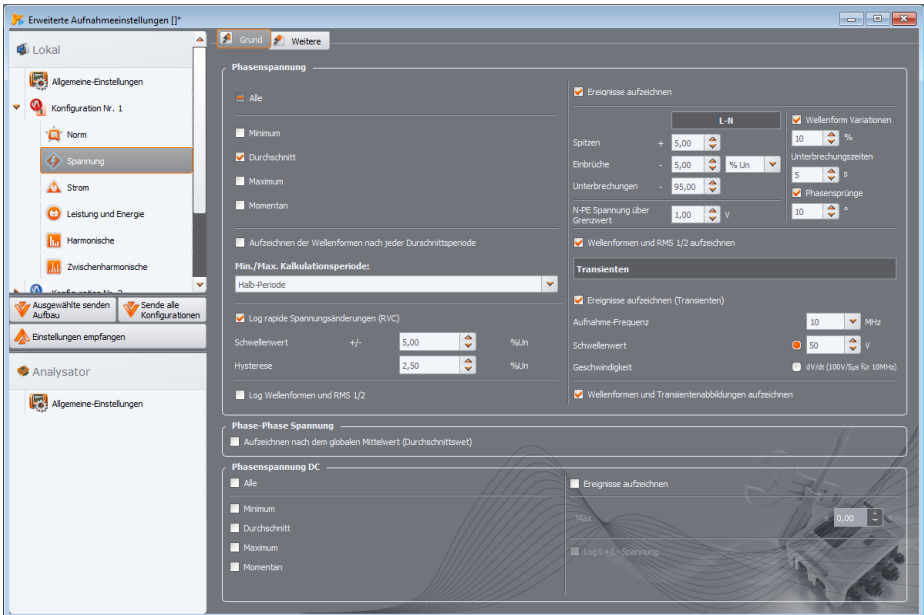 Erweiterte Aufnahmeeinstellungen []*
Lokal
Allgemeine-Einstellungen
Konfiguration Nr. 1
Norm
Spannung
Strom
Leistung und Energie
Harmonische
Zwischenharmonische
Ausgewählte senden Aufbau
Sende alle Konfigurationen
Einstellungen empfangen
Analysator
Allgemeine-Einstellungen
Grund
Weitere
Phasenspannung
Alle
Minimum
Durchschnitt
Maximum
Momentan
Aufzeichnen der Wellenformen nach jeder Durschnittsperiode
Min./Max. Kalkulationsperiode:
Halb-Periode
Log rapide Spannungsänderungen (RVC)
Schwellenwert +/- 5,00 %Un
Hysterese 2,50 %Un
Log Wellenformen und RMS 1/2
Ereignisse aufzeichnen
L-N
Spitzen + 5,00
Einbrüche - 5,00 % Un
Unterbrechungen - 95,00
N-PE Spannung über Grenzwert 1,00 V
Wellenform Variationen
10 %
Unterbrechungszeiten
5 s
Phasensprünge
10 °
Wellenformen und RMS 1/2 aufzeichnen
Transienten
Ereignisse aufzeichnen (Transienten)
Aufnahme-Frequenz 10 MHz
Schwellenwert 50 V
Geschwindigkeit dV/dt (100V/5µs für 10MHz)
Wellenformen und Transientenabbildungen aufzeichnen
Phase-Phase Spannung
Aufzeichnen nach dem globalen Mittelwert (Durchschnittswet)
Phasenspannung DC
Alle
Minimum
Durchschnitt
Maximum
Momentan
Ereignisse aufzeichnen
Max ± 0,00 V
Log L+/L- Spannung